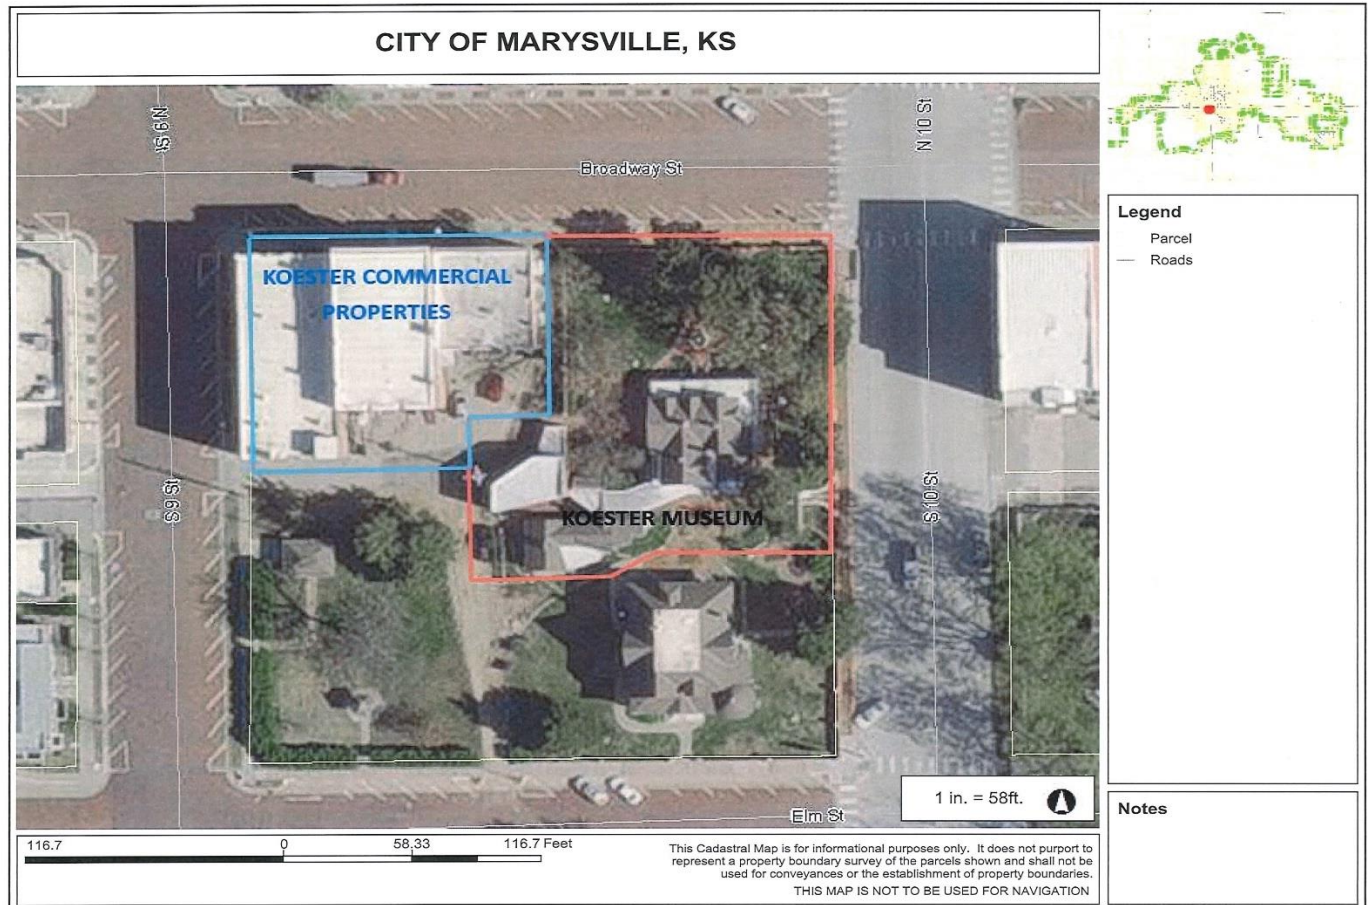 CITY OF MARYSVILLE, KS
N 9 St
N 10 St
Broadway St
KOESTER COMMERCIAL
PROPERTIES
S 9 St
S 10 St
KOESTER MUSEUM
Elm St
1 in. = 58ft.
Legend
Parcel
Roads
Notes
116.7
0
58.33
116.7 Feet
This Cadastral Map is for informational purposes only. It does not purport to
represent a property boundary survey of the parcels shown and shall not be
used for conveyances or the establishment of property boundaries.
THIS MAP IS NOT TO BE USED FOR NAVIGATION